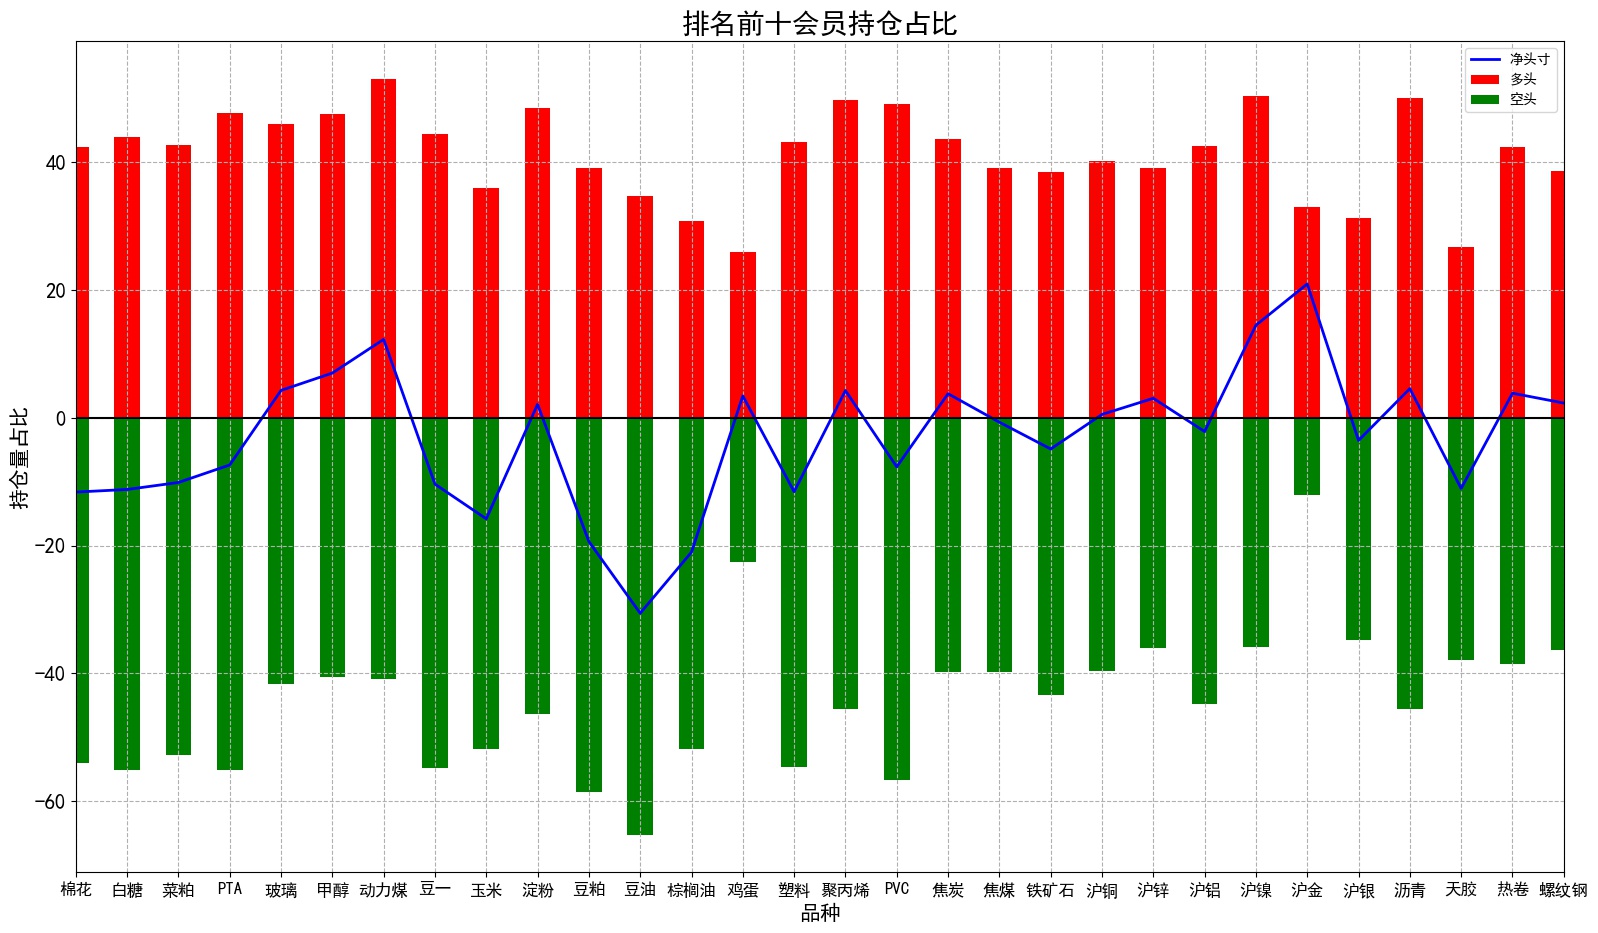 排名前十会员持仓占比
净头寸
多头
空头
持仓量占比
40
20
0
−20
−40
−60
棉花 白糖 菜粕 PTA 玻璃 甲醇 动力煤 豆一 玉米 淀粉 豆粕 豆油 棕榈油 鸡蛋 塑料 聚丙烯 PVC 焦炭 焦煤 铁矿石 沪铜 沪锌 沪铝 沪镍 沪金 沪银 沥青 天胶 热卷 螺纹钢
品种